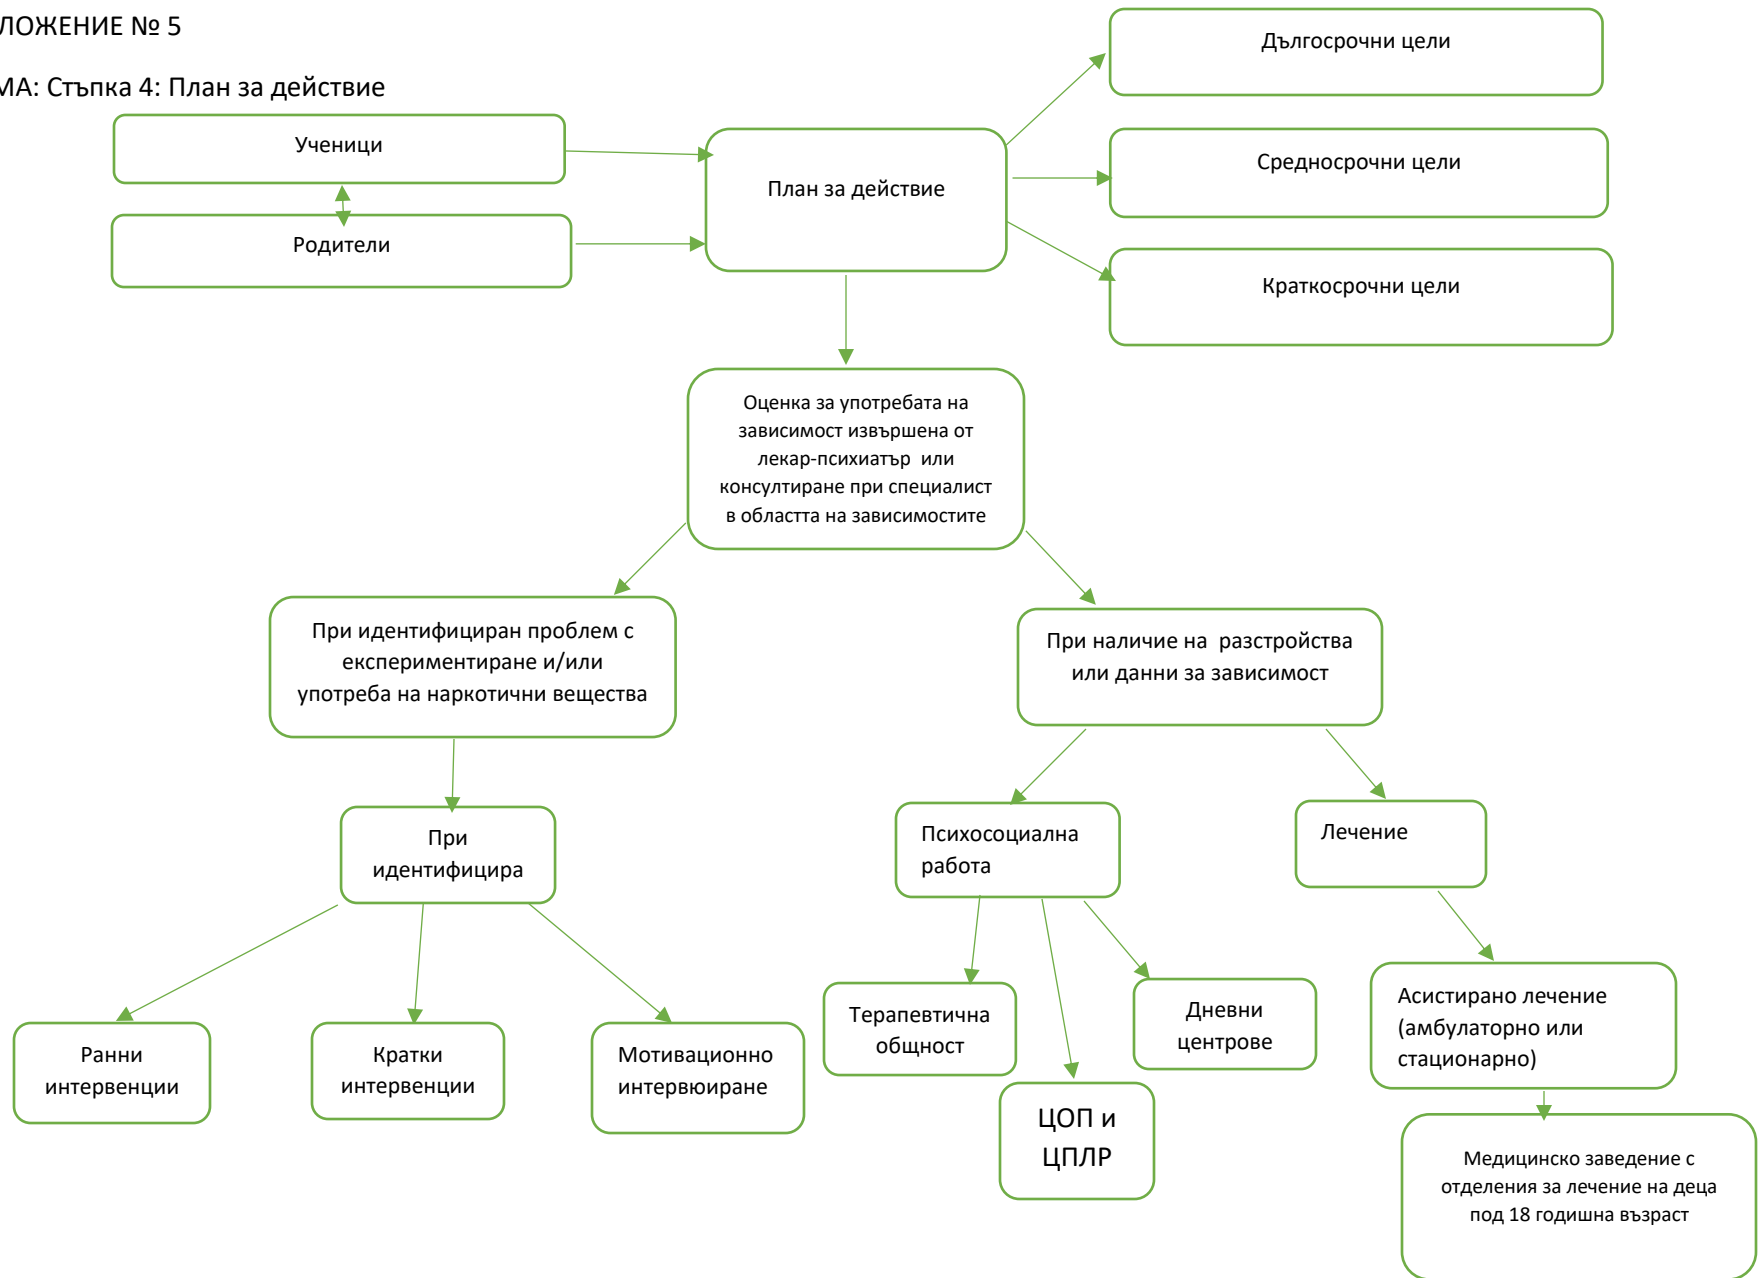 ЛОЖЕНИЕ № 5
МА: Стъпка 4: План за действие
Ученици
Родители
План за действие
Дългосрочни цели
Средносрочни цели
Краткосрочни цели
Оценка за употребата на
зависимост извършена от
лекар-психиатър или
консултиране при специалист
в областта на зависимостите
При идентифициран проблем с
експериментиране и/или
употреба на наркотични вещества
При наличие на разстройства
или данни за зависимост
При
идентифицира
Психосоциална
работа
Лечение
Ранни
интервенции
Кратки
интервенции
Мотивационно
интервюиране
Терапевтична
общност
ЦОП и
ЦПЛР
Дневни
центрове
Асистирано лечение
(амбулаторно или
стационарно)
Медицинско заведение с
отделения за лечение на деца
под 18 годишна възраст